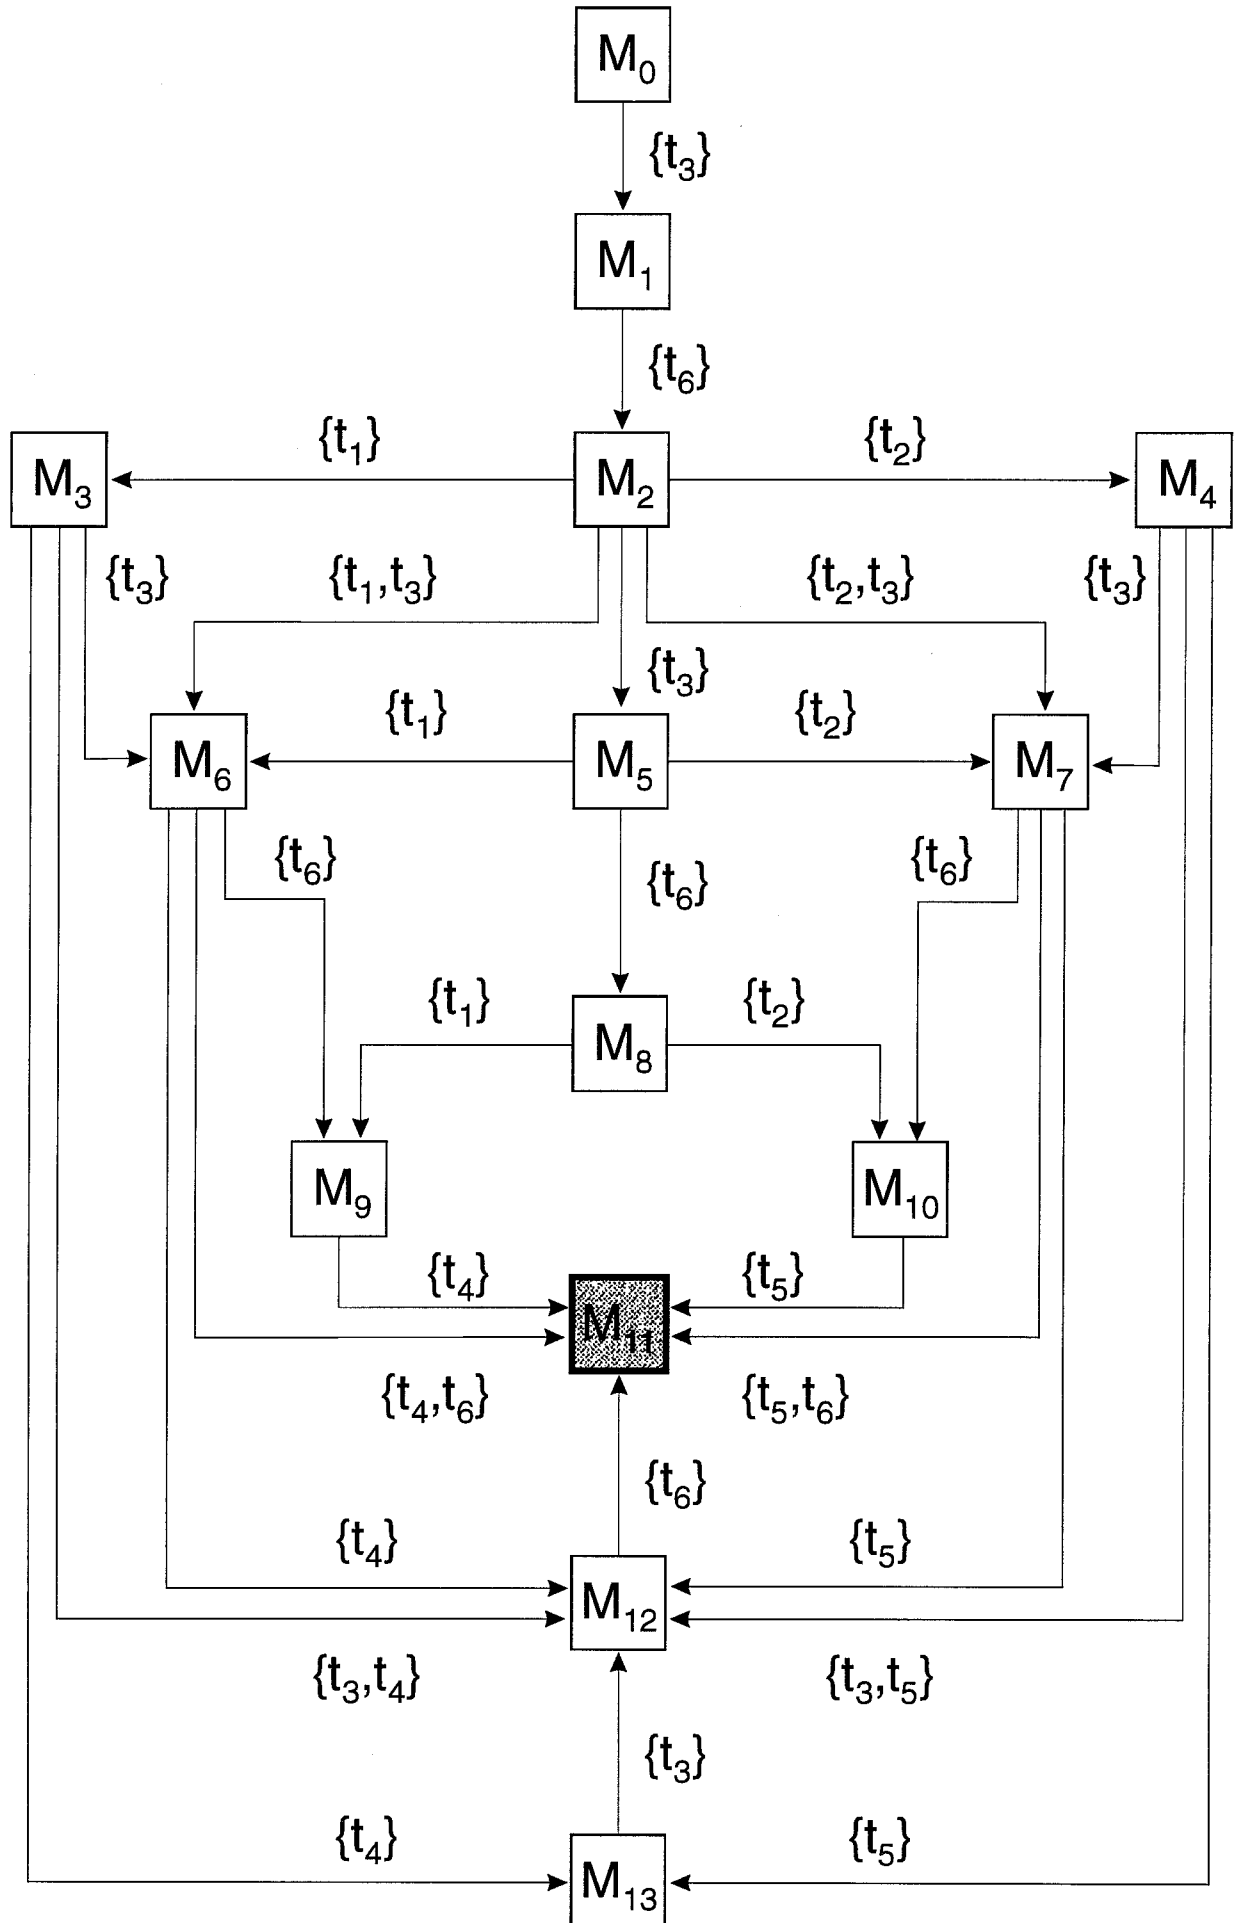 M₀
{t₃}
M₁
{t₆}
{t₁} {t₂}
M₃ M₂ M₄
{t₃} {t₁,t₃} {t₂,t₃} {t₃}
{t₃}
{t₁} {t₂}
M₆ M₅ M₇
{t₆} {t₆} {t₆}
{t₁} {t₂}
M₈
M₉ M₁₀
{t₄} {t₅}
M₁₁
{t₄,t₆} {t₅,t₆}
{t₆}
{t₄} {t₅}
M₁₂
{t₃,t₄} {t₃,t₅}
{t₃}
{t₄} {t₅}
M₁₃